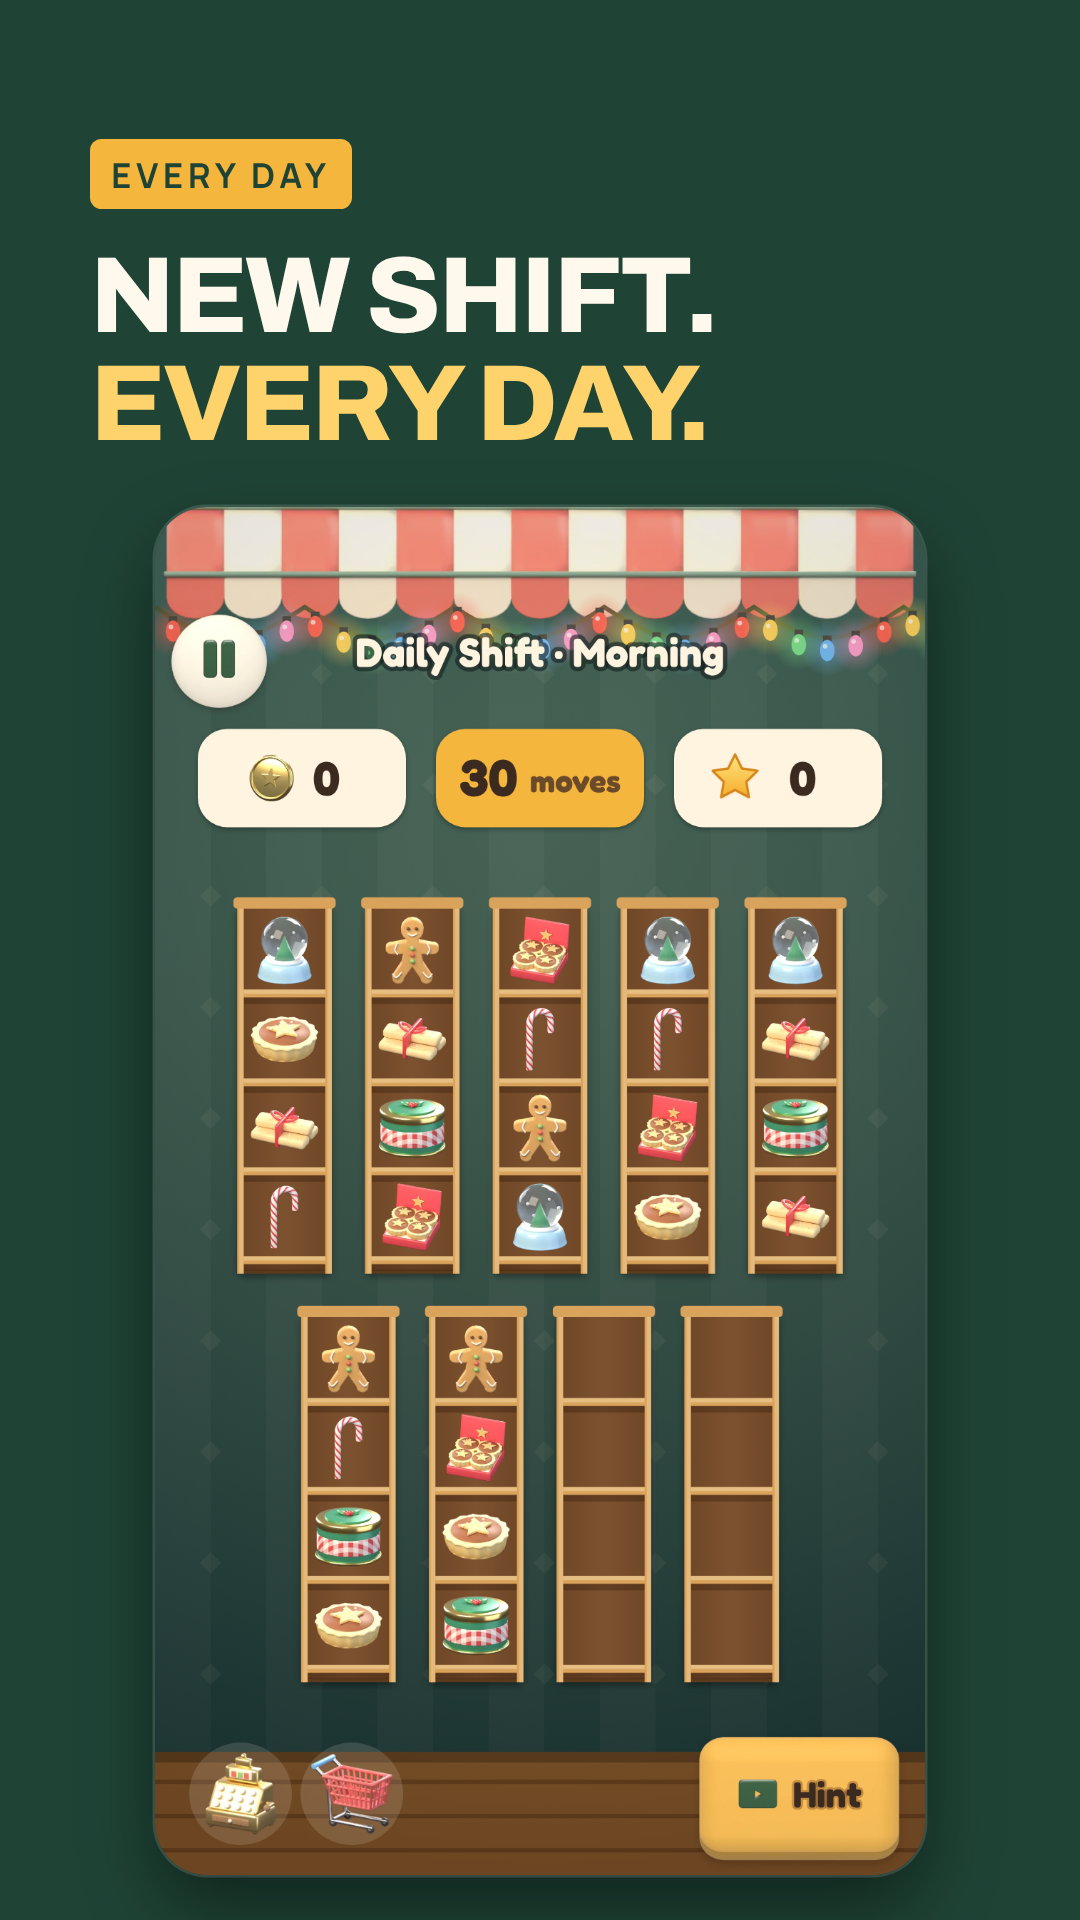 EVERY DAY
NEW SHIFT.
EVERY DAY.
Daily Shift · Morning
0
30 moves
0
Hint